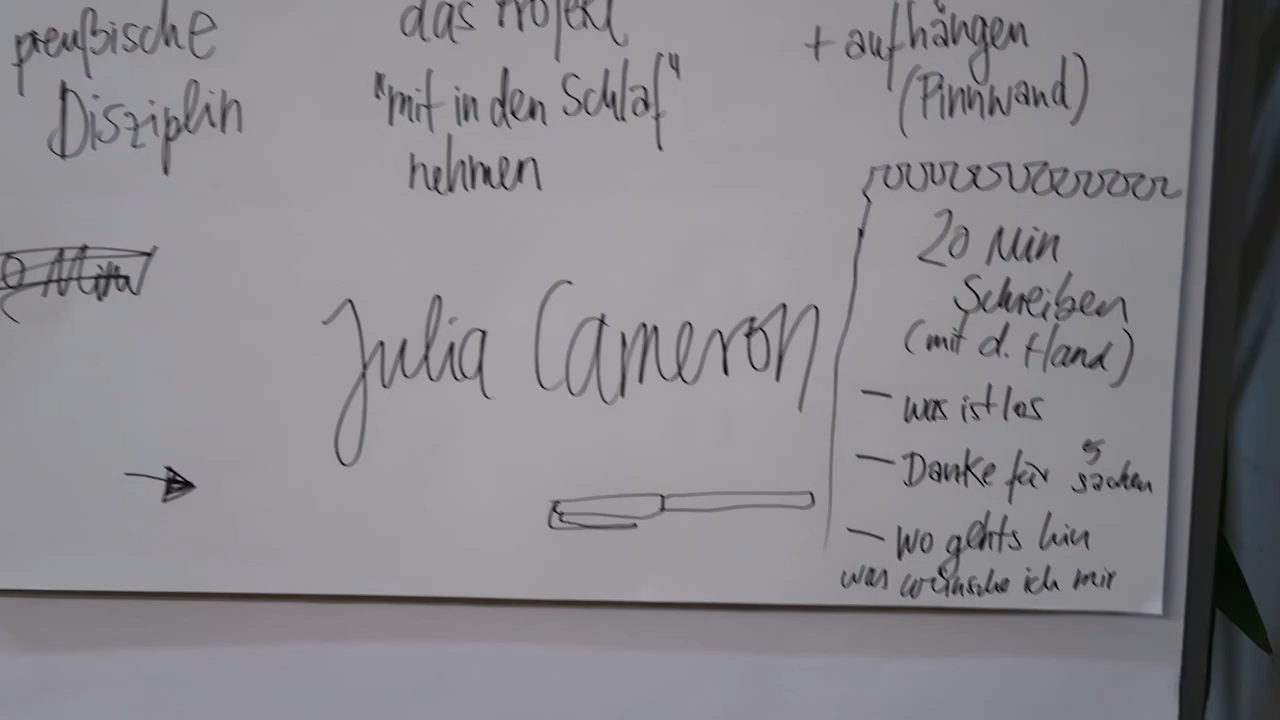 preußische
Disziplin
das Projekt
"mit in den Schlaf"
nehmen
+ aufhängen
(Pinnwand)
Julia Cameron
20 Min
Schreiben
(mit d. Hand)
— was ist los
— Danke für 5 Sachen
— wo gehts hin
was wünsche ich mir